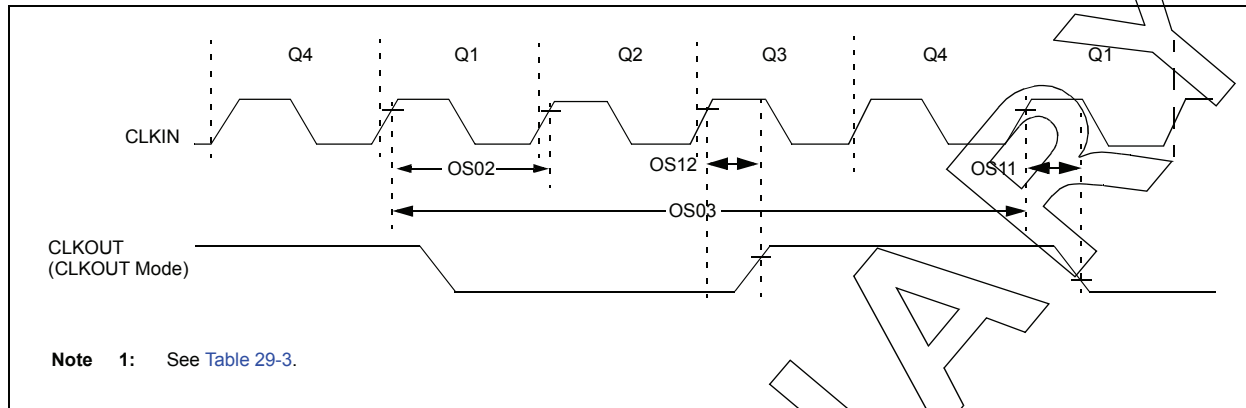 Q4 Q1 Q2 Q3 Q4 Q1
CLKIN
OS02 OS12 OS11
OS03
CLKOUT
(CLKOUT Mode)
Note 1: See Table 29-3.